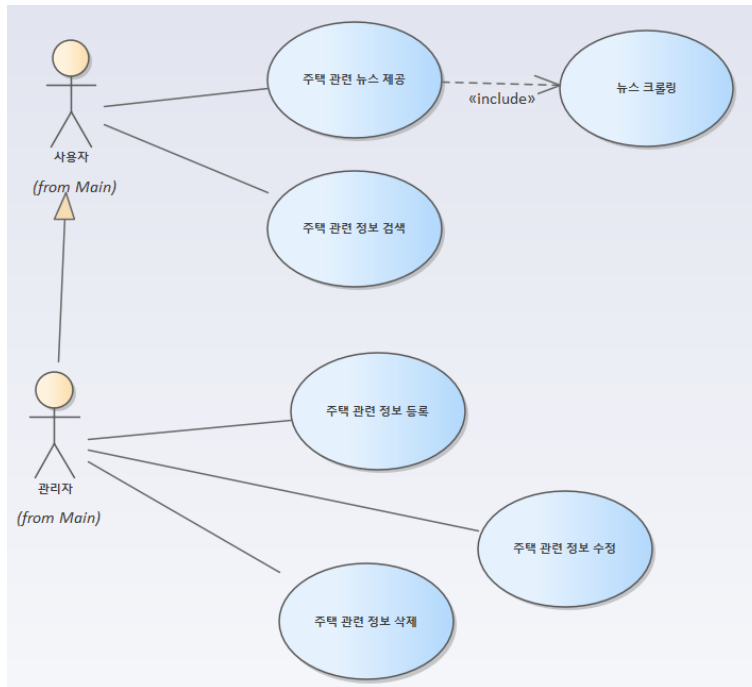 주택 관련 뉴스 제공
«include»
뉴스 크롤링
사용자
(from Main)
주택 관련 정보 검색
주택 관련 정보 등록
관리자
(from Main)
주택 관련 정보 수정
주택 관련 정보 삭제